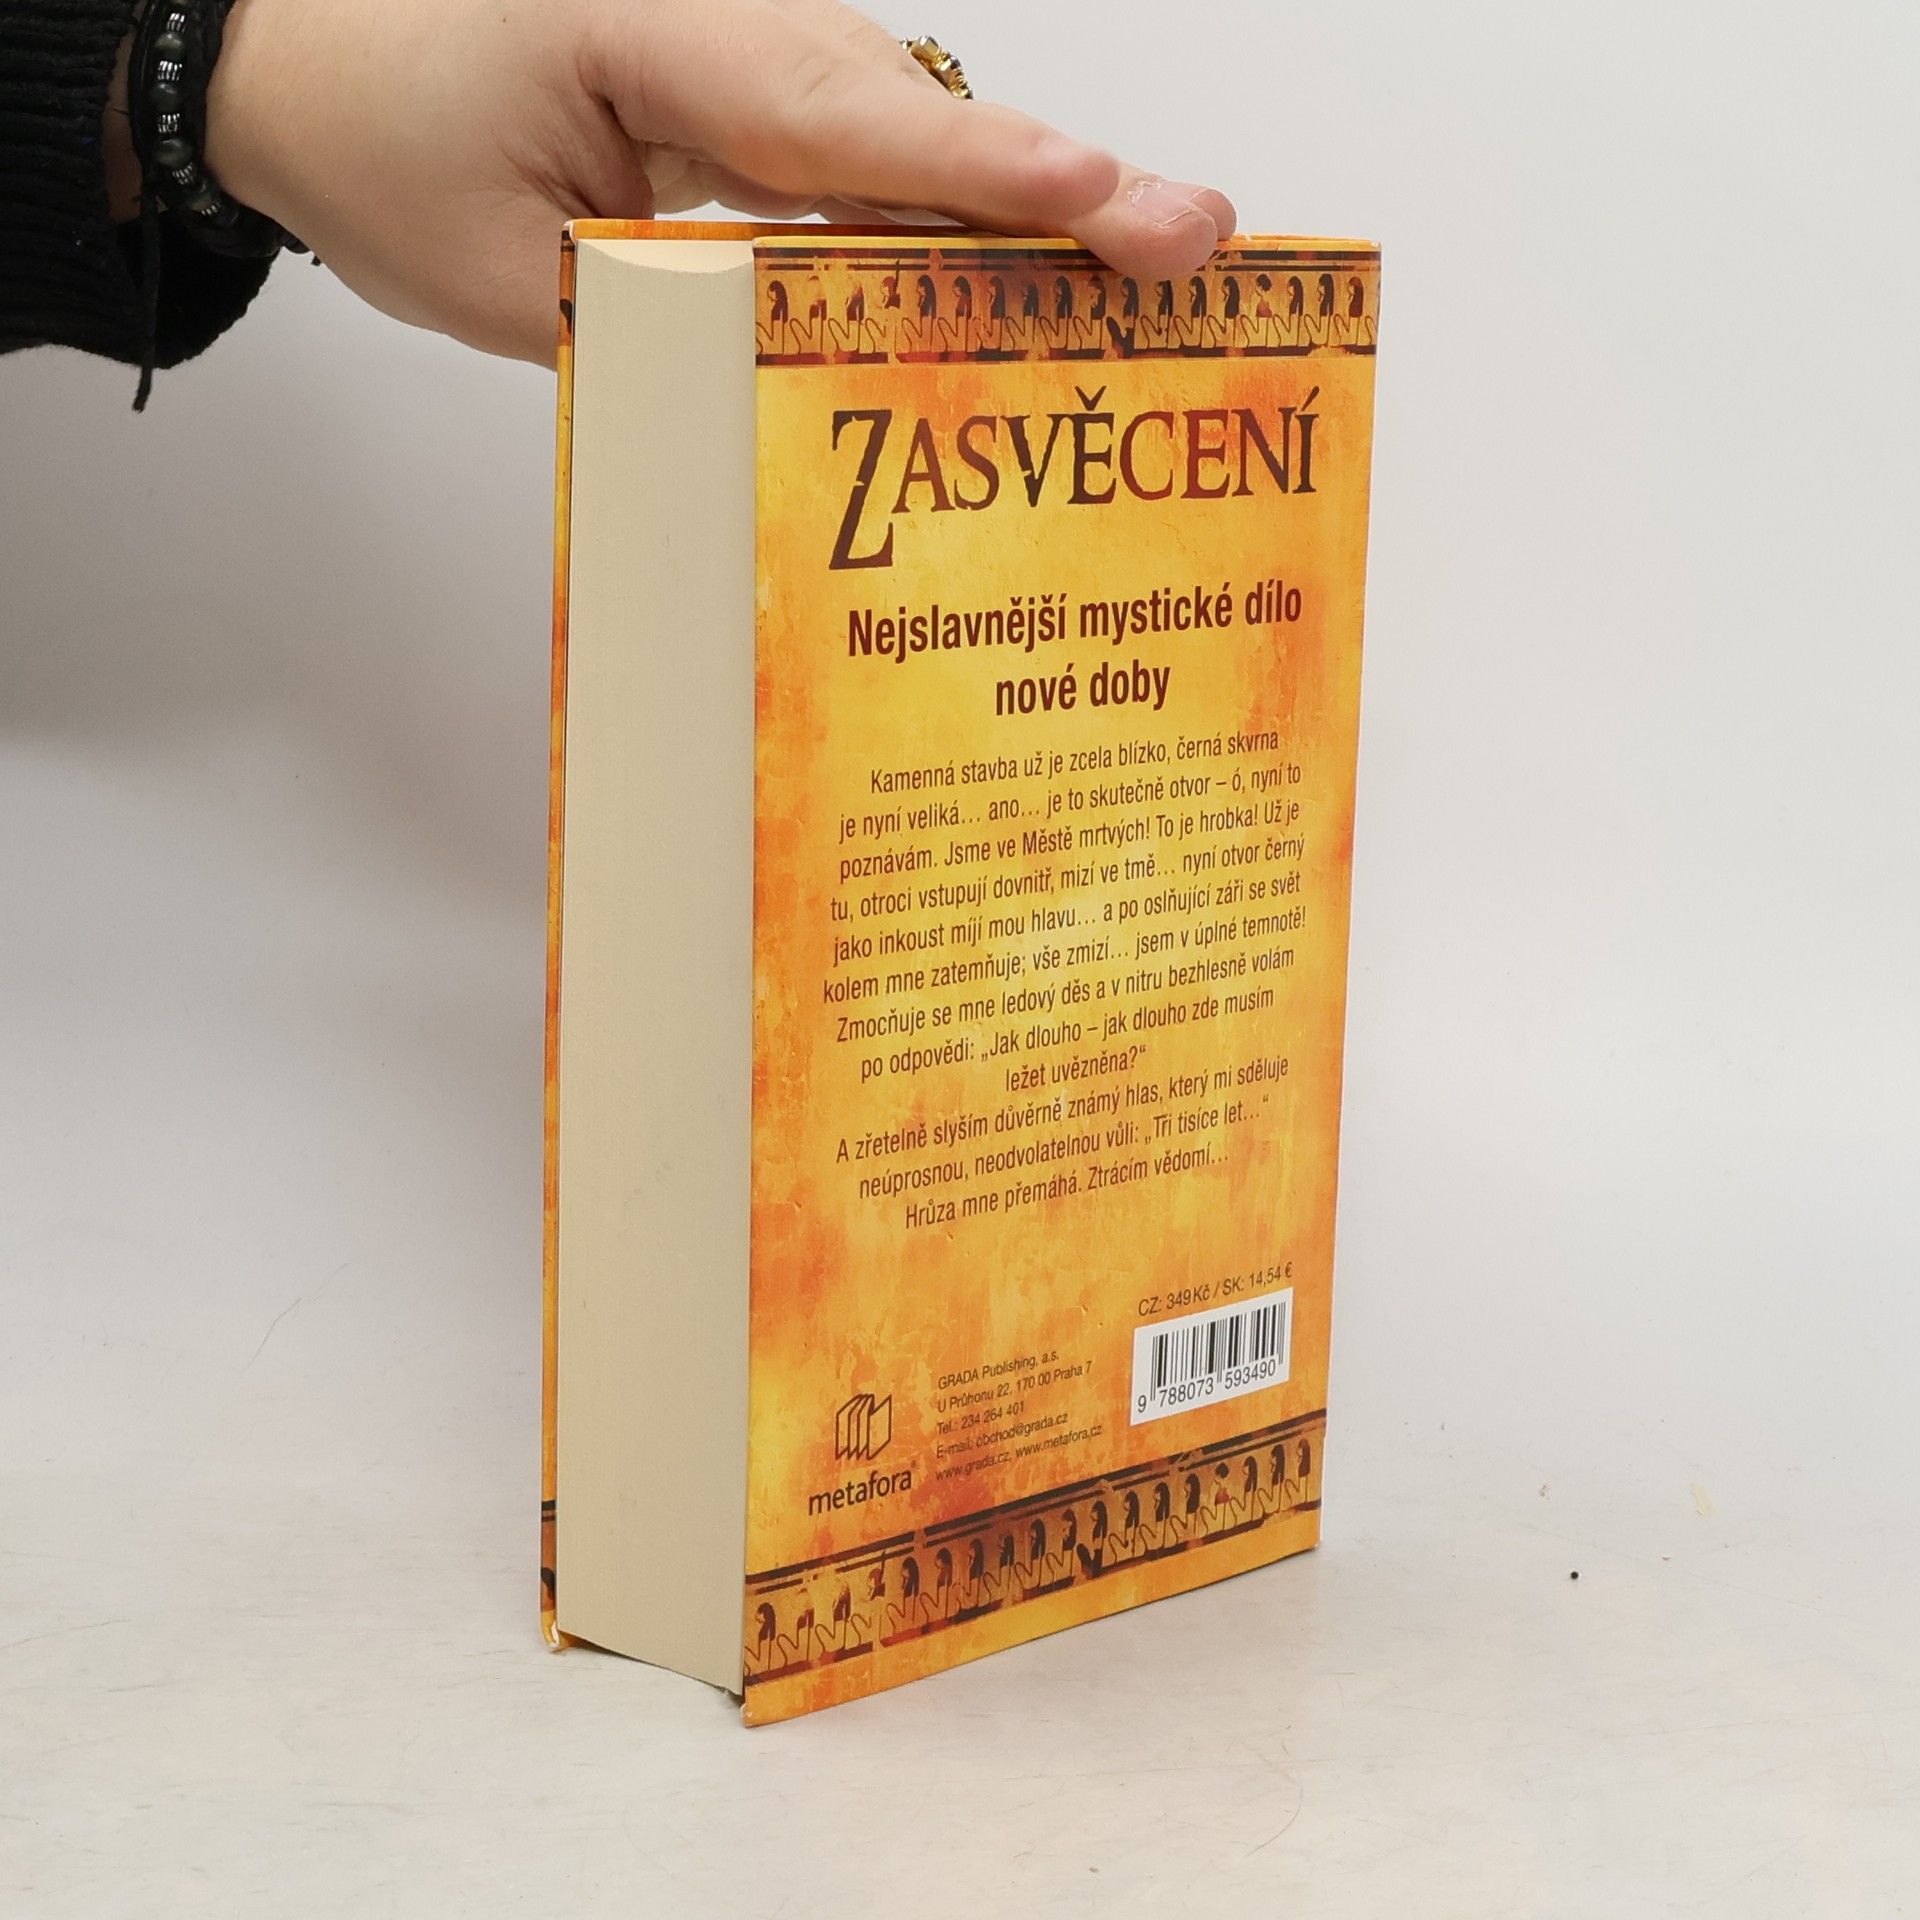 ZASVĚCENÍ
Nejslavnější mystické dílo
nové doby
Kamenná stavba už je zcela blízko, černá skvrna
je nyní veliká… ano… je to skutečně otvor – ó, nyní to
poznávám. Jsme ve Městě mrtvých! To je hrobka! Už je
tu, otroci vstupují dovnitř, mizí ve tmě… nyní otvor černý
jako inkoust míjí mou hlavu… a po oslňující záři se svět
kolem mne zatemňuje; vše zmizí… jsem v úplné temnotě!
Zmocňuje se mne ledový děs a v nitru bezhlesně volám
po odpovědi: „Jak dlouho – jak dlouho zde musím
ležet uvězněna?“
A zřetelně slyším důvěrně známý hlas, který mi sděluje
neúprosnou, neodvolatelnou vůli: „Tři tisíce let…“
Hrůza mne přemáhá. Ztrácím vědomí…
CZ: 349 Kč / SK: 14,54 €
9 788073 593490
GRADA Publishing, a.s.
U Průhonu 22, 170 00 Praha 7
Tel.: 234 264 401
E-mail: obchod@grada.cz
www.grada.cz, www.metafora.cz
metafora®